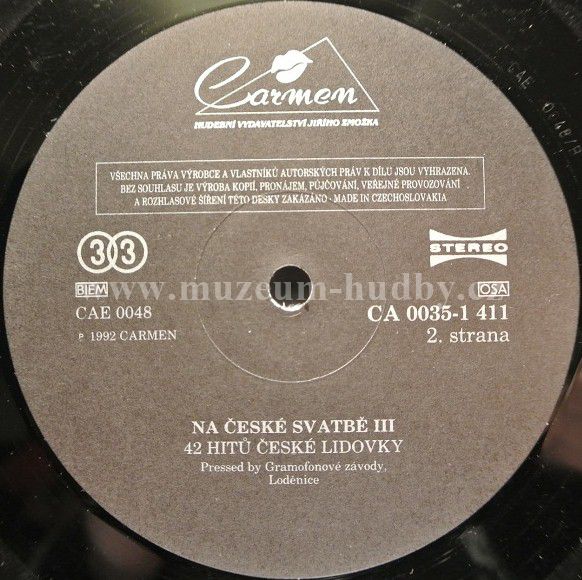 Carmen
HUDEBNÍ VYDAVATELSTVÍ JIŘÍHO ZMOŽKA
VŠECHNA PRÁVA VÝROBCE A VLASTNÍKŮ AUTORSKÝCH PRÁV K DÍLU JSOU VYHRAZENA.
BEZ SOUHLASU JE VÝROBA KOPIÍ, PRONÁJEM, PŮJČOVÁNÍ, VEŘEJNÉ PROVOZOVÁNÍ
A ROZHLASOVÉ ŠÍŘENÍ TÉTO DESKY ZAKÁZÁNO · MADE IN CZECHOSLOVAKIA
33
STEREO
BIEM
OSA
www.muzeum-hudby.cz
CAE 0048
CA 0035-1 411
℗ 1992 CARMEN
2. strana
NA ČESKÉ SVATBĚ III
42 HITŮ ČESKÉ LIDOVKY
Pressed by Gramofonové závody,
Loděnice
CAE 0048/B